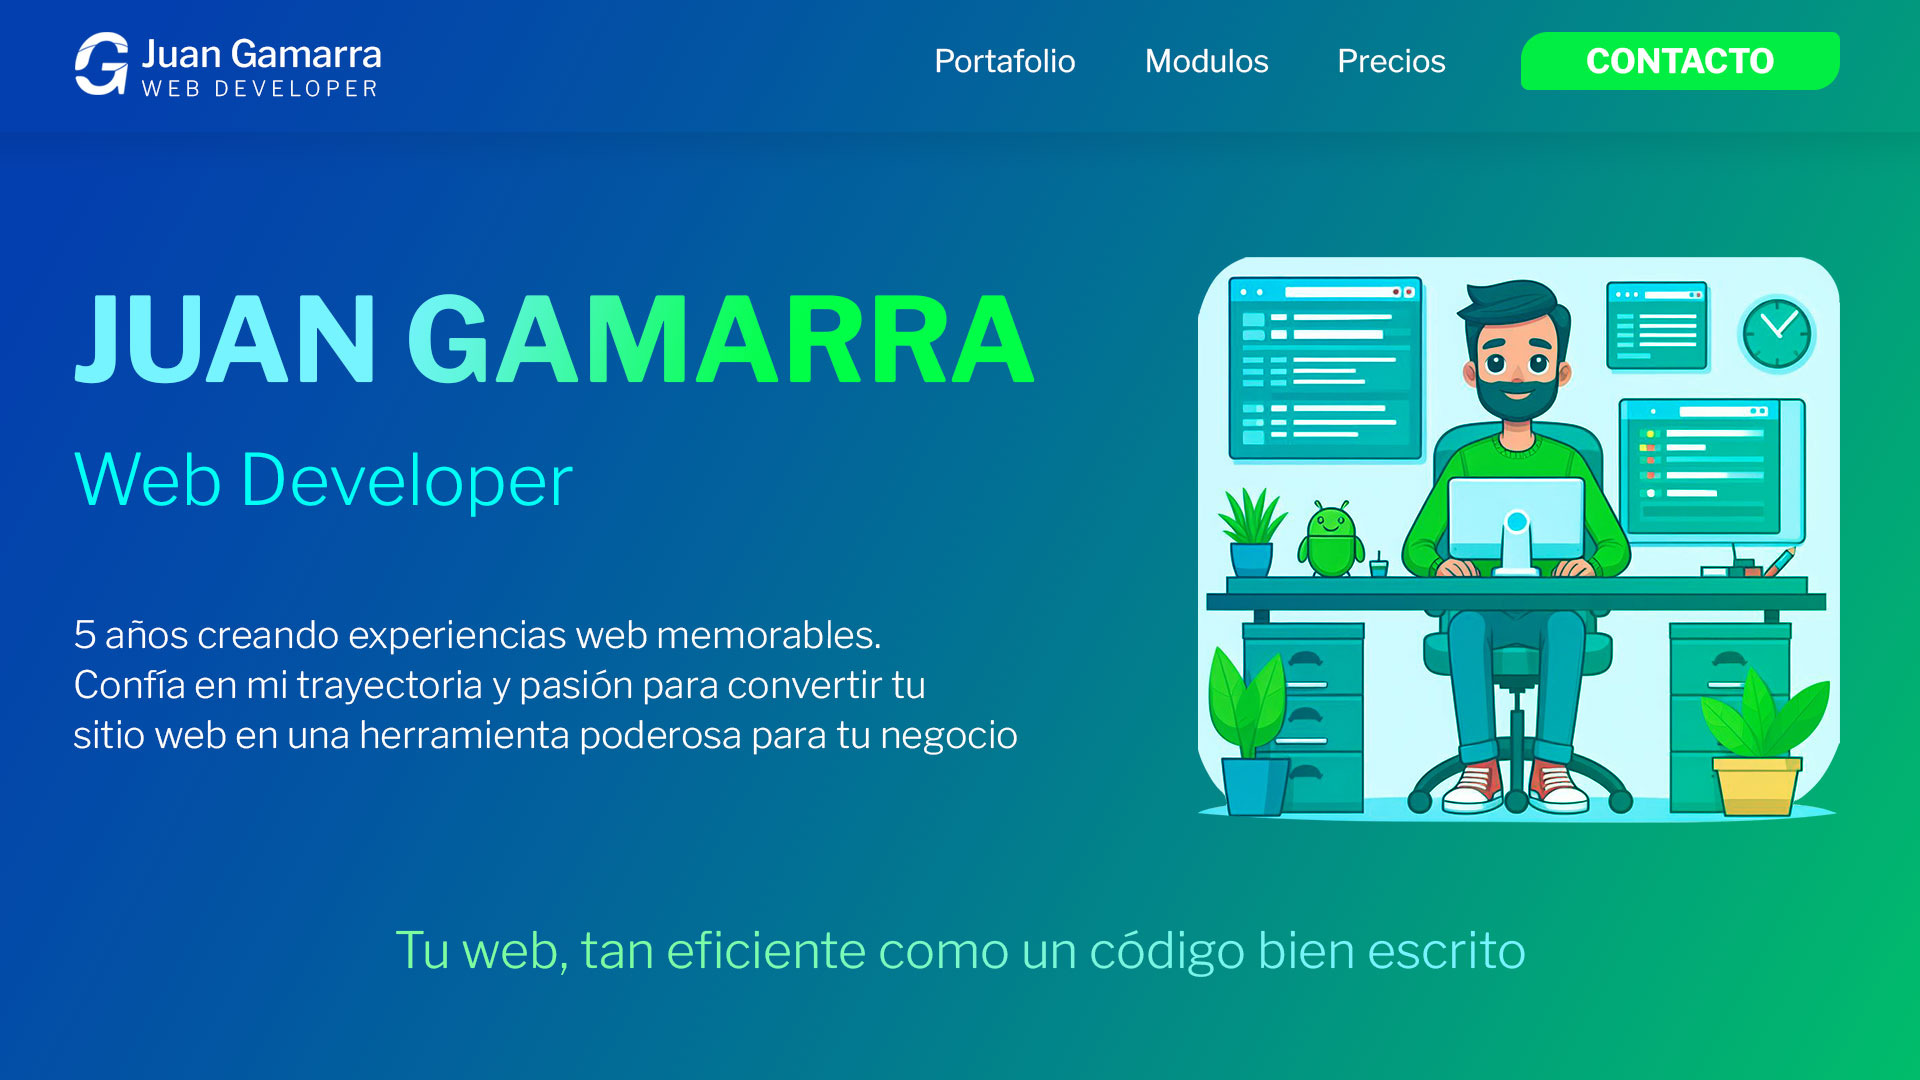 Juan Gamarra
WEB DEVELOPER
Portafolio
Modulos
Precios
CONTACTO
JUAN GAMARRA
Web Developer
5 años creando experiencias web memorables.
Confía en mi trayectoria y pasión para convertir tu
sitio web en una herramienta poderosa para tu negocio
Tu web, tan eficiente como un código bien escrito